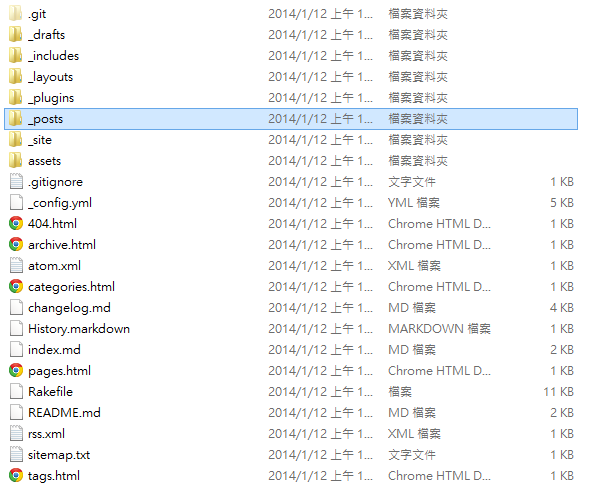 .git 2014/1/12 上午 1... 檔案資料夾
_drafts 2014/1/12 上午 1... 檔案資料夾
_includes 2014/1/12 上午 1... 檔案資料夾
_layouts 2014/1/12 上午 1... 檔案資料夾
_plugins 2014/1/12 上午 1... 檔案資料夾
_posts 2014/1/12 上午 1... 檔案資料夾
_site 2014/1/12 上午 1... 檔案資料夾
assets 2014/1/12 上午 1... 檔案資料夾
.gitignore 2014/1/12 上午 1... 文字文件 1 KB
_config.yml 2014/1/12 上午 1... YML 檔案 5 KB
404.html 2014/1/12 上午 1... Chrome HTML D... 1 KB
archive.html 2014/1/12 上午 1... Chrome HTML D... 1 KB
atom.xml 2014/1/12 上午 1... XML 檔案 1 KB
categories.html 2014/1/12 上午 1... Chrome HTML D... 1 KB
changelog.md 2014/1/12 上午 1... MD 檔案 4 KB
History.markdown 2014/1/12 上午 1... MARKDOWN 檔案 1 KB
index.md 2014/1/12 上午 1... MD 檔案 2 KB
pages.html 2014/1/12 上午 1... Chrome HTML D... 1 KB
Rakefile 2014/1/12 上午 1... 檔案 11 KB
README.md 2014/1/12 上午 1... MD 檔案 2 KB
rss.xml 2014/1/12 上午 1... XML 檔案 1 KB
sitemap.txt 2014/1/12 上午 1... 文字文件 1 KB
tags.html 2014/1/12 上午 1... Chrome HTML D... 1 KB